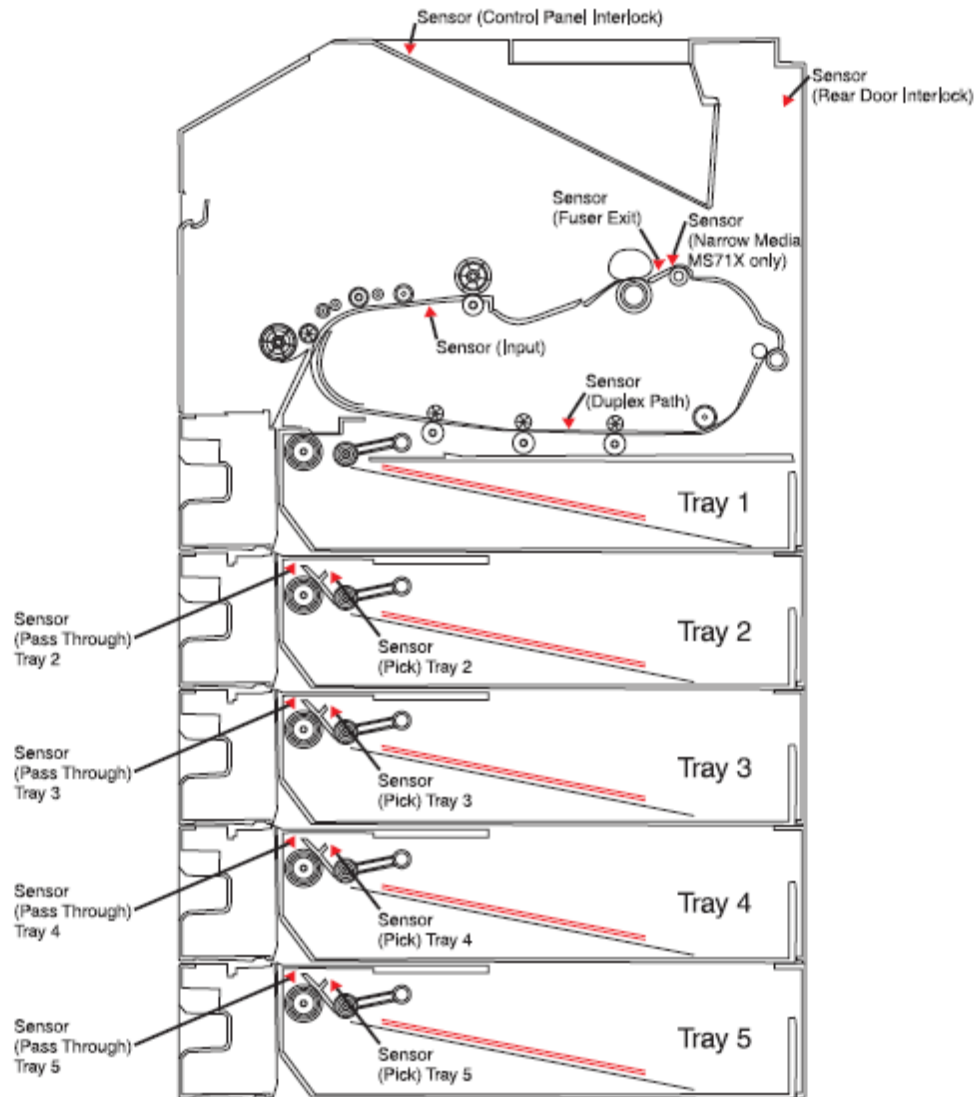 Sensor (Control Panel Interlock)
Sensor
(Rear Door Interlock)
Sensor
(Fuser Exit)
Sensor
(Narrow Media
MS71X only)
Sensor (Input)
Sensor
(Duplex Path)
Tray 1
Sensor
(Pass Through)
Tray 2
Sensor
(Pick) Tray 2
Tray 2
Sensor
(Pass Through)
Tray 3
Sensor
(Pick) Tray 3
Tray 3
Sensor
(Pass Through)
Tray 4
Sensor
(Pick) Tray 4
Tray 4
Sensor
(Pass Through)
Tray 5
Sensor
(Pick) Tray 5
Tray 5